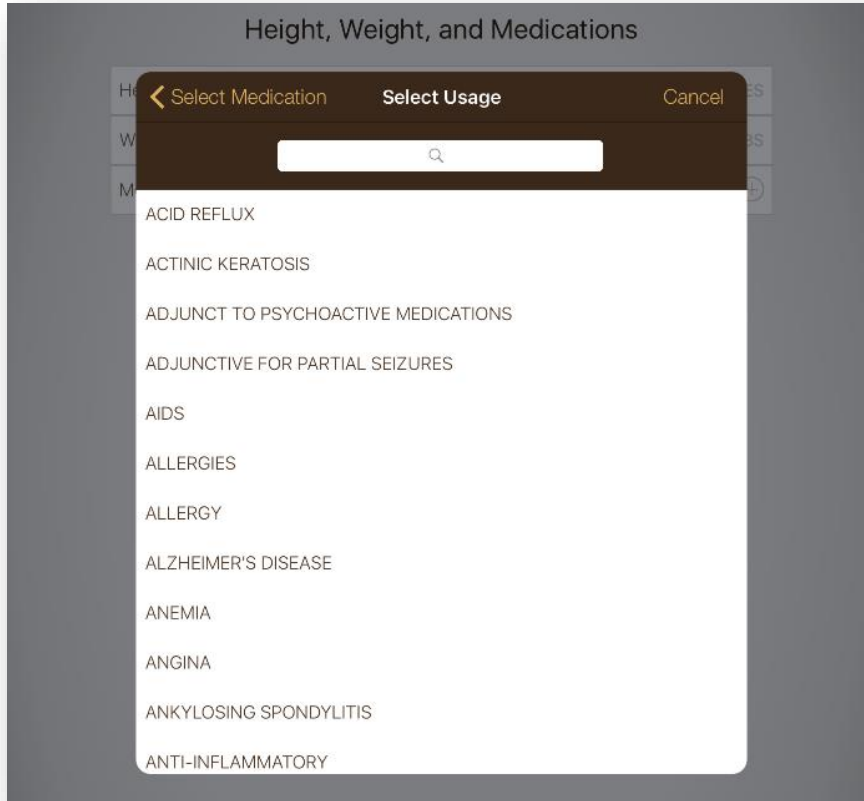 Height, Weight, and Medications
Select Medication Select Usage Cancel
ACID REFLUX
ACTINIC KERATOSIS
ADJUNCT TO PSYCHOACTIVE MEDICATIONS
ADJUNCTIVE FOR PARTIAL SEIZURES
AIDS
ALLERGIES
ALLERGY
ALZHEIMER'S DISEASE
ANEMIA
ANGINA
ANKYLOSING SPONDYLITIS
ANTI-INFLAMMATORY